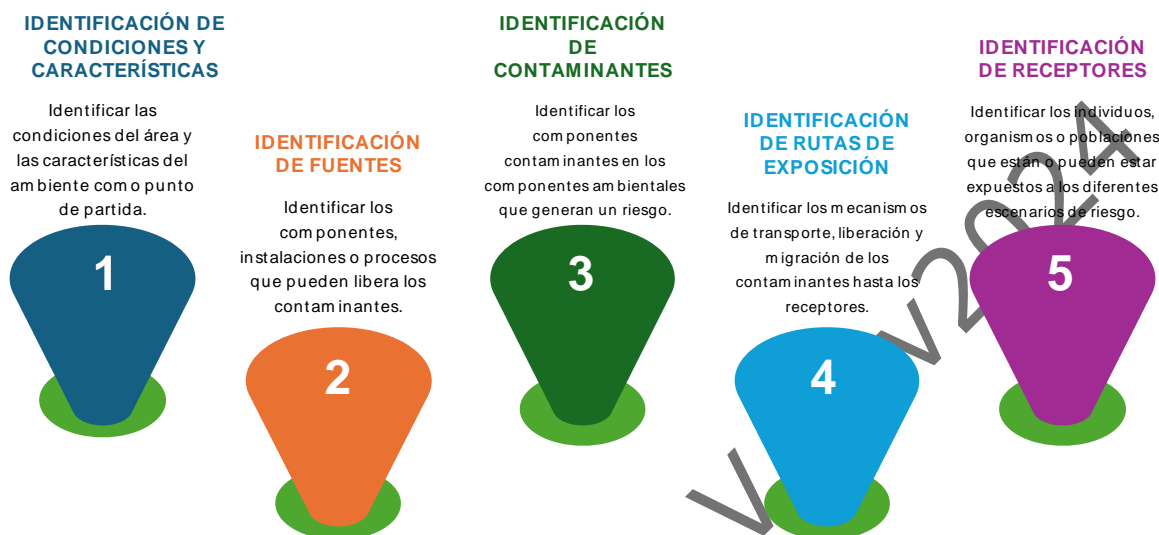 IDENTIFICACIÓN DE
CONDICIONES Y
CARACTERÍSTICAS
Identificar las
condiciones del área y
las características del
ambiente como punto
de partida.
1
IDENTIFICACIÓN
DE FUENTES
Identificar los
componentes,
instalaciones o procesos
que pueden libera los
contaminantes.
2
IDENTIFICACIÓN
DE
CONTAMINANTES
Identificar los
componentes
contaminantes en los
componentes ambientales
que generan un riesgo.
3
IDENTIFICACIÓN
DE RUTAS DE
EXPOSICIÓN
Identificar los mecanismos
de transporte, liberación y
migración de los
contaminantes hasta los
receptores.
4
IDENTIFICACIÓN
DE RECEPTORES
Identificar los individuos,
organismos o poblaciones
que están o pueden estar
expuestos a los diferentes
escenarios de riesgo.
5
v2024